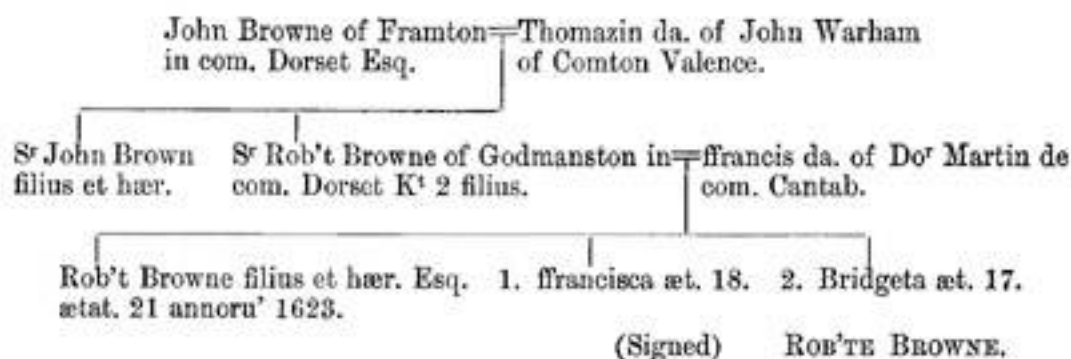 John Browne of Framton=Thomazin da. of John Warham
in com. Dorset Esq. of Comton Valence.
Sʳ John Brown Sʳ Rob't Browne of Godmanston in=ffrancis da. of Doʳ Martin de
filius et hær. com. Dorset Kᵗ 2 filius. com. Cantab.
Rob't Browne filius et hær. Esq. 1. ffrancisca æt. 18. 2. Bridgeta æt. 17.
ætat. 21 annoru' 1623.
(Signed) ROB'TE BROWNE.